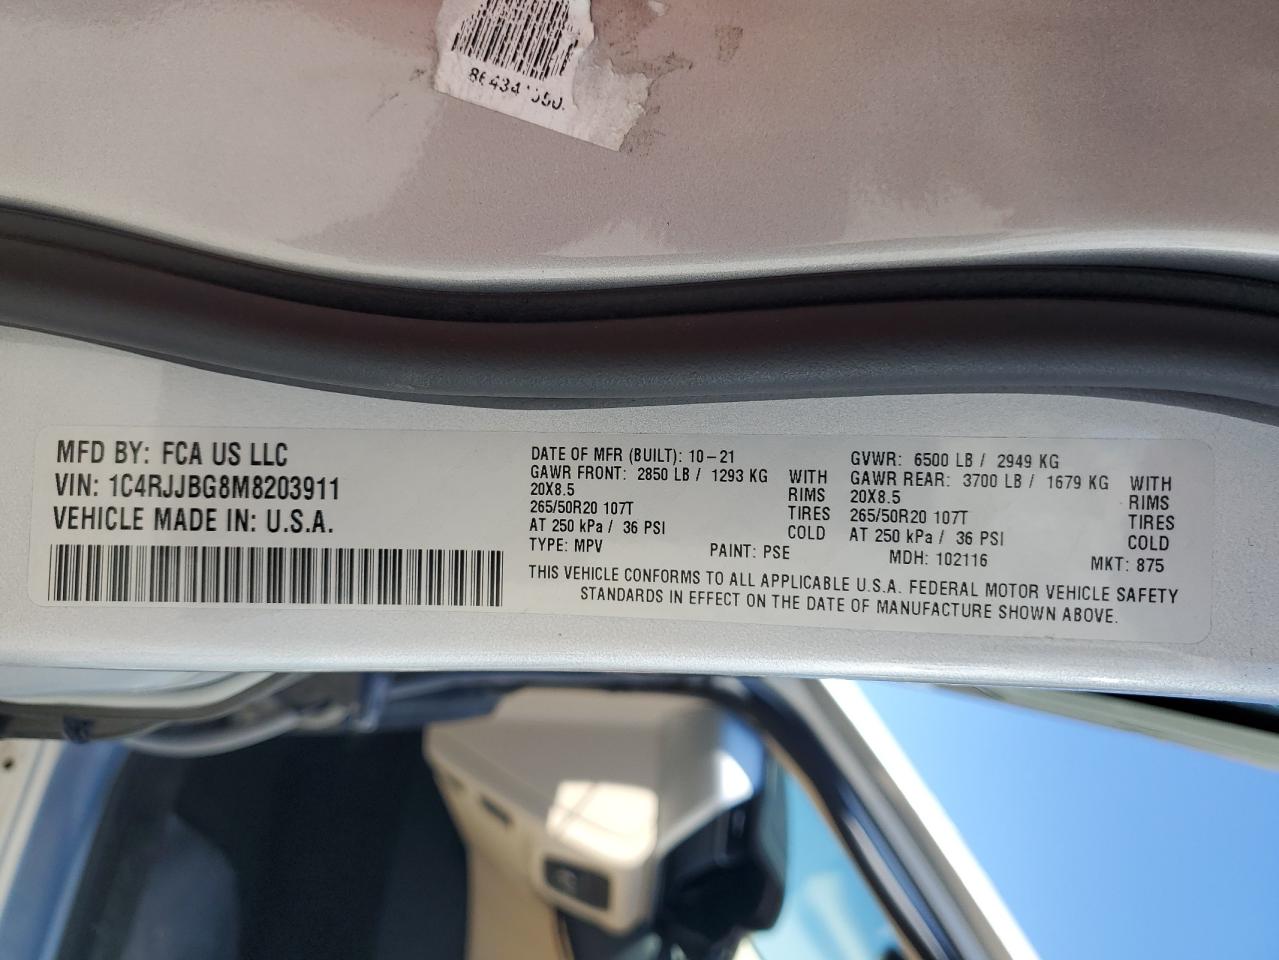 MFD BY: FCA US LLC
VIN: 1C4RJJBG8M8203911
VEHICLE MADE IN: U.S.A.
DATE OF MFR (BUILT): 10-21
GAWR FRONT: 2850 LB / 1293 KG WITH
20X8.5 RIMS
265/50R20 107T TIRES
AT 250 kPa / 36 PSI COLD
TYPE: MPV PAINT: PSE
GVWR: 6500 LB / 2949 KG
GAWR REAR: 3700 LB / 1679 KG WITH
20X8.5 RIMS
265/50R20 107T TIRES
AT 250 kPa / 36 PSI COLD
MDH: 102116 MKT: 875
THIS VEHICLE CONFORMS TO ALL APPLICABLE U.S.A. FEDERAL MOTOR VEHICLE SAFETY
STANDARDS IN EFFECT ON THE DATE OF MANUFACTURE SHOWN ABOVE.